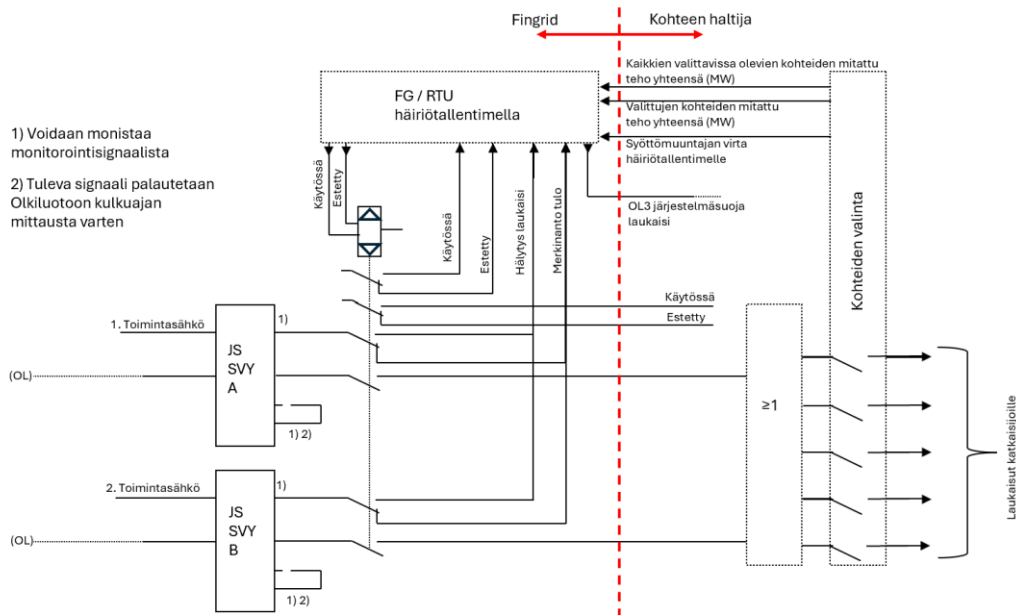 Fingrid
Kohteen haltija
Kaikkien valittavissa olevien kohteiden mitattu
teho yhteensä (MW)
FG / RTU
häiriötallentimella
Valittujen kohteiden mitattu
teho yhteensä (MW)
Syöttömuuntajan virta
häiriötallentimelle
1) Voidaan monistaa
monitorointisignaalista
2) Tuleva signaali palautetaan
Olkiluotoon kulkuajan
mittausta varten
Käytössä
Estetty
Käytössä
Estetty
Hälytys laukaisi
Merkinanto tulo
OL3 järjestelmäsuoja
laukaisi
Kohteiden valinta
Käytössä
Estetty
1. Toimintasähkö
1)
JS
SVY
A
(OL)
1) 2)
≥1
Laukaisut katkaisijoille
2. Toimintasähkö
1)
JS
SVY
B
(OL)
1) 2)